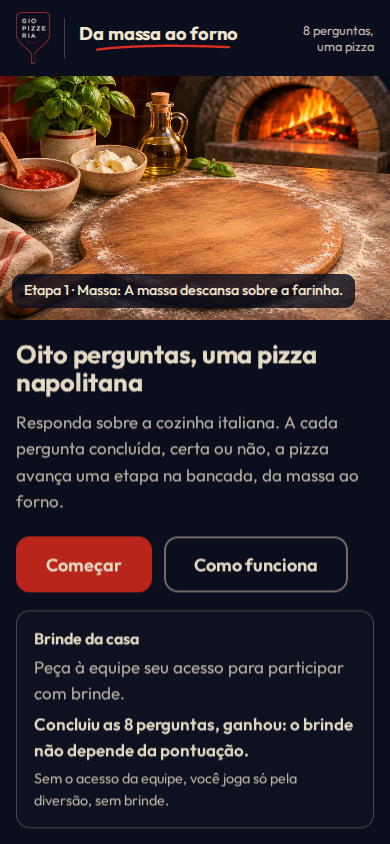 GIO
PIZZE
RIA
Da massa ao forno
8 perguntas,
uma pizza
Etapa 1 · Massa: A massa descansa sobre a farinha.
Oito perguntas, uma pizza
napolitana
Responda sobre a cozinha italiana. A cada
pergunta concluída, certa ou não, a pizza
avança uma etapa na bancada, da massa ao
forno.
Começar
Como funciona
Brinde da casa
Peça à equipe seu acesso para participar
com brinde.
Concluiu as 8 perguntas, ganhou: o brinde
não depende da pontuação.
Sem o acesso da equipe, você joga só pela
diversão, sem brinde.